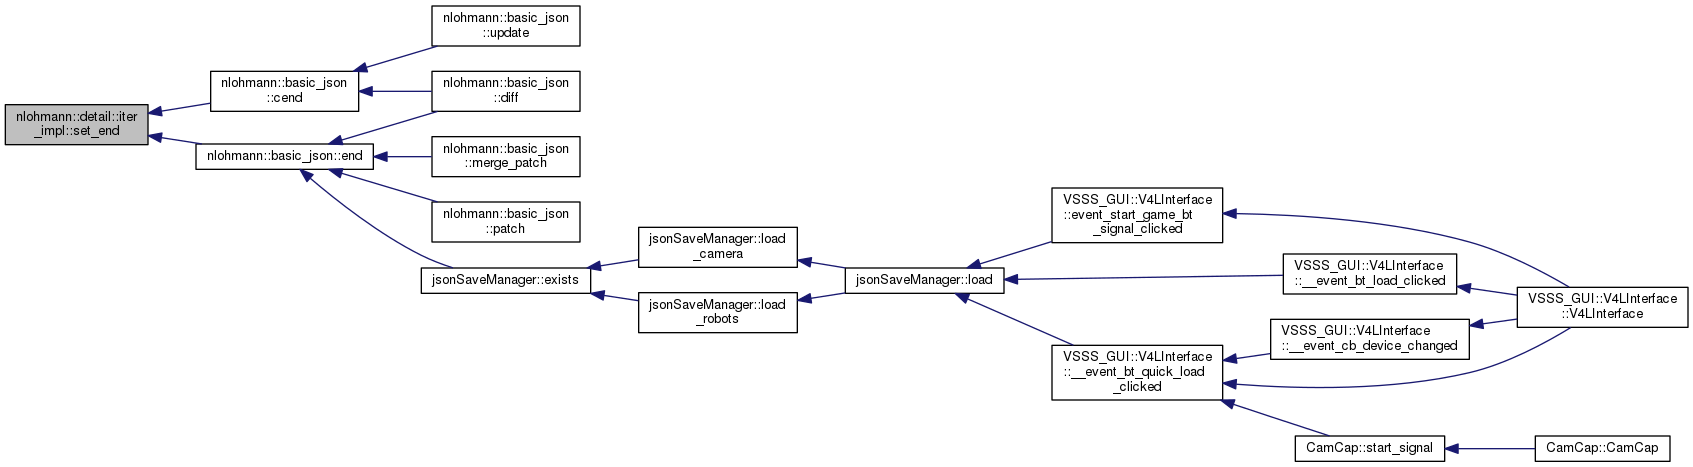 nlohmann::detail::iter
_impl::set_end
nlohmann::basic_json
::cend
nlohmann::basic_json::end
nlohmann::basic_json
::update
nlohmann::basic_json
::diff
nlohmann::basic_json
::merge_patch
nlohmann::basic_json
::patch
jsonSaveManager::exists
jsonSaveManager::load
_camera
jsonSaveManager::load
_robots
jsonSaveManager::load
VSSS_GUI::V4LInterface
::event_start_game_bt
_signal_clicked
VSSS_GUI::V4LInterface
::__event_bt_load_clicked
VSSS_GUI::V4LInterface
::__event_cb_device_changed
VSSS_GUI::V4LInterface
::__event_bt_quick_load
_clicked
VSSS_GUI::V4LInterface
::V4LInterface
CamCap::start_signal
CamCap::CamCap